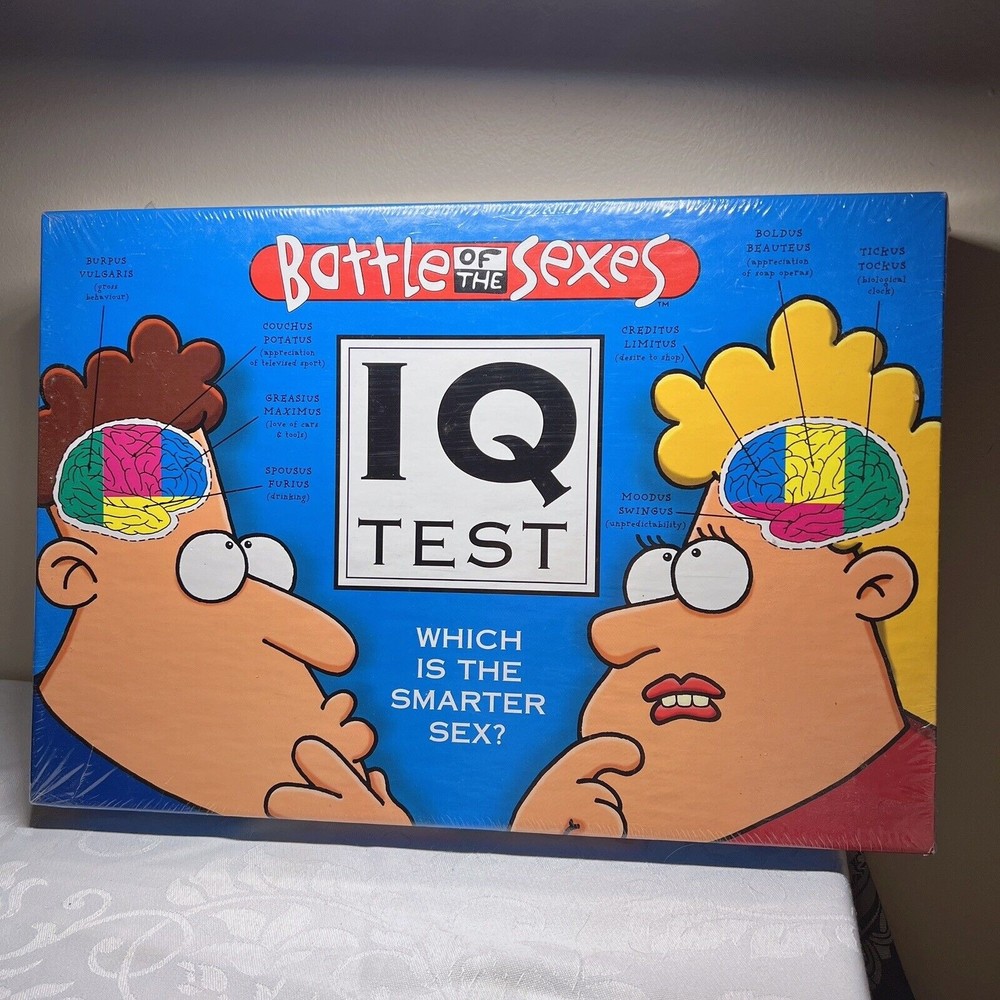 Battle OF THE Sexes
TM
BURPUS
VULGARIS
(gross
behaviour)
COUCHUS
POTATUS
(appreciation
of televised sport)
GREASIUS
MAXIMUS
(love of cars
& tools)
SPOUSUS
FURIUS
(drinking)
IQ
TEST
WHICH
IS THE
SMARTER
SEX?
CREDITUS
LIMITUS
(desire to shop)
BOLDUS
BEAUTEUS
(appreciation
of soap operas)
TICKUS
TOCKUS
(biological
clock)
MOODUS
SWINGUS
(unpredictability)